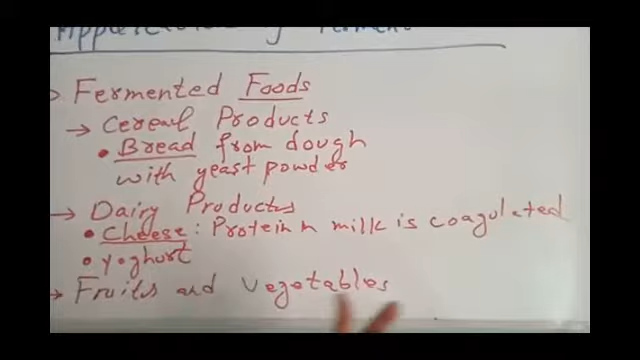 > Fermented Foods
→ Cereal Products
• Bread from dough
with yeast powder
→ Dairy Products
• Cheese: Protein n milk is coagulated
• yoghurt
→ Fruits and Vegetables